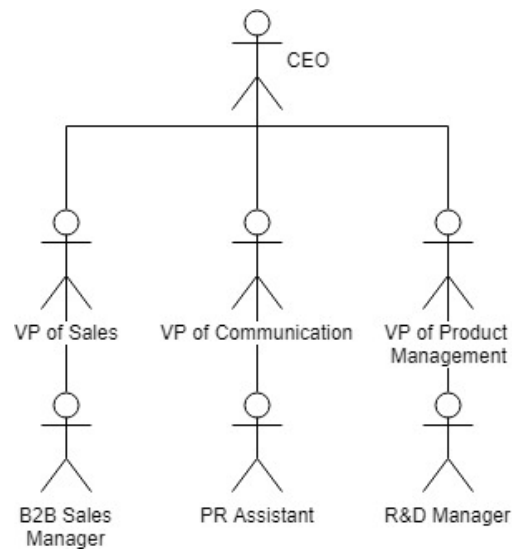 CEO
VP of Sales
VP of Communication
VP of Product
Management
B2B Sales
Manager
PR Assistant
R&D Manager